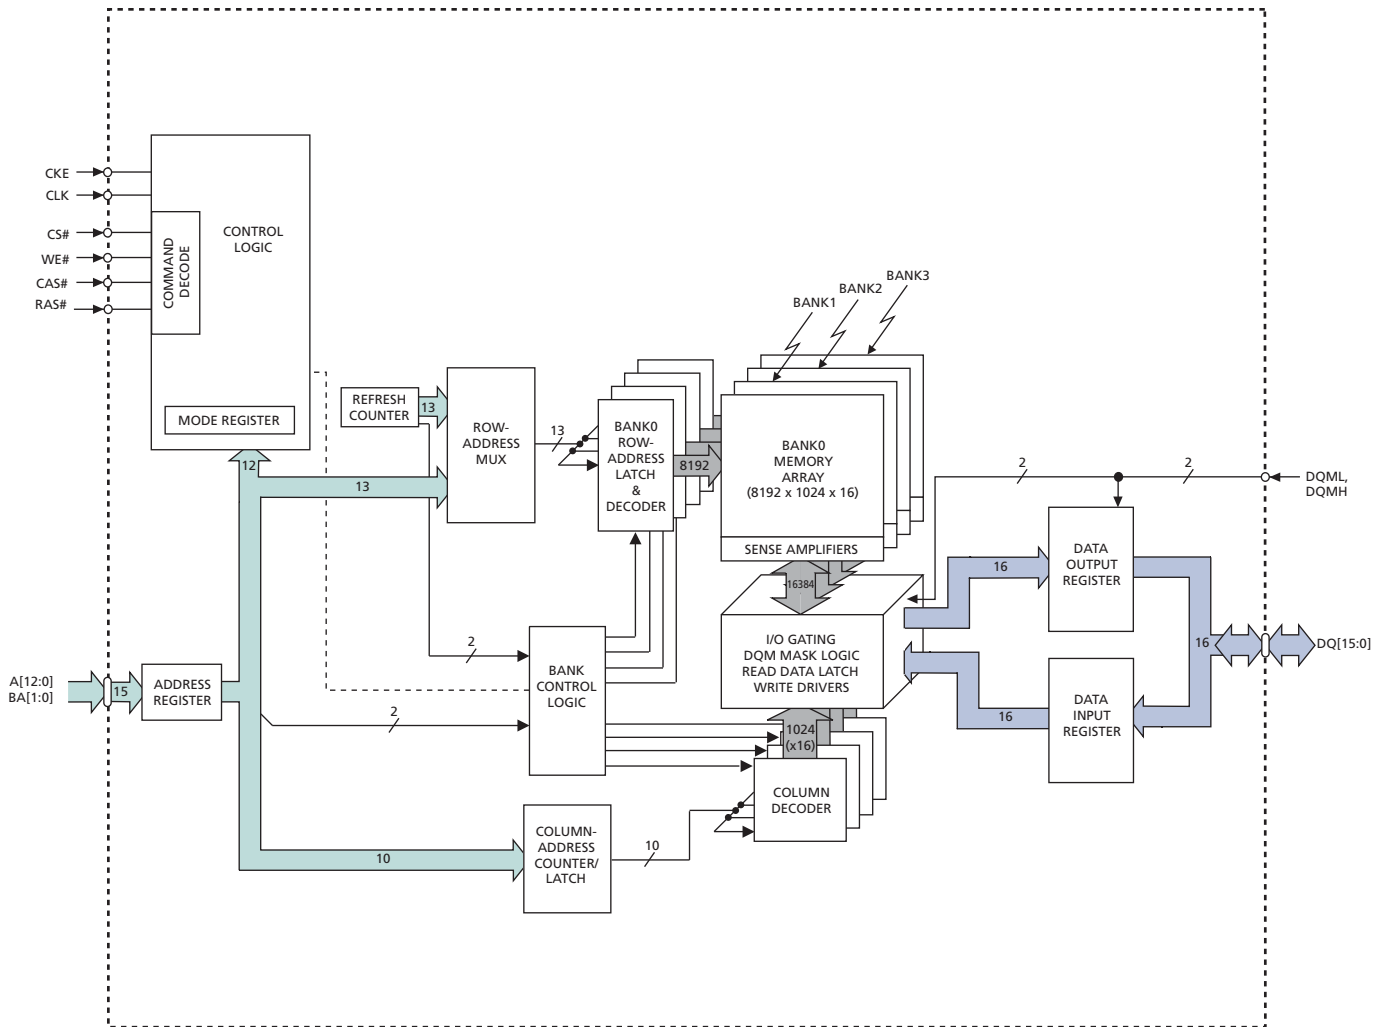 CKE
CLK
CS#
WE#
CAS#
RAS#
CONTROL
LOGIC
COMMAND
DECODE
MODE REGISTER
12
REFRESH
COUNTER
13
13
ROW-
ADDRESS
MUX
13
BANK0
ROW-
ADDRESS
LATCH
&
DECODER
8192
BANK1
BANK2
BANK3
BANK0
MEMORY
ARRAY
(8192 x 1024 x 16)
SENSE AMPLIFIERS
16384
I/O GATING
DQM MASK LOGIC
READ DATA LATCH
WRITE DRIVERS
2
2
DQML,
DQMH
16
DATA
OUTPUT
REGISTER
16
DQ[15:0]
16
DATA
INPUT
REGISTER
A[12:0]
BA[1:0]
15
ADDRESS
REGISTER
2
2
BANK
CONTROL
LOGIC
1024
(x16)
COLUMN
DECODER
10
COLUMN-
ADDRESS
COUNTER/
LATCH
10